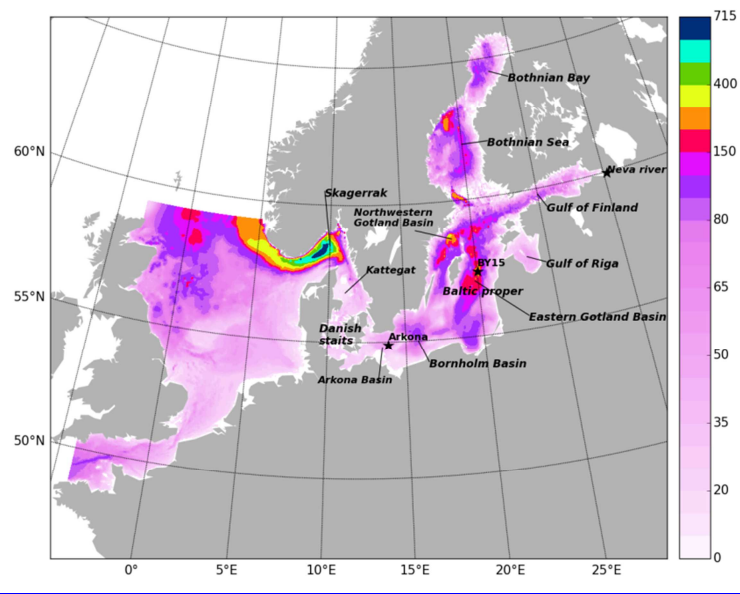 715
400
150
80
65
50
35
20
0
60°N
55°N
50°N
0°
5°E
10°E
15°E
20°E
25°E
Bothnian Bay
Bothnian Sea
Neva river
Skagerrak
Northwestern
Gotland Basin
Gulf of Finland
Kattegat
BY15
Gulf of Riga
Baltic proper
Eastern Gotland Basin
Danish
staits
Arkona
Bornholm Basin
Arkona Basin